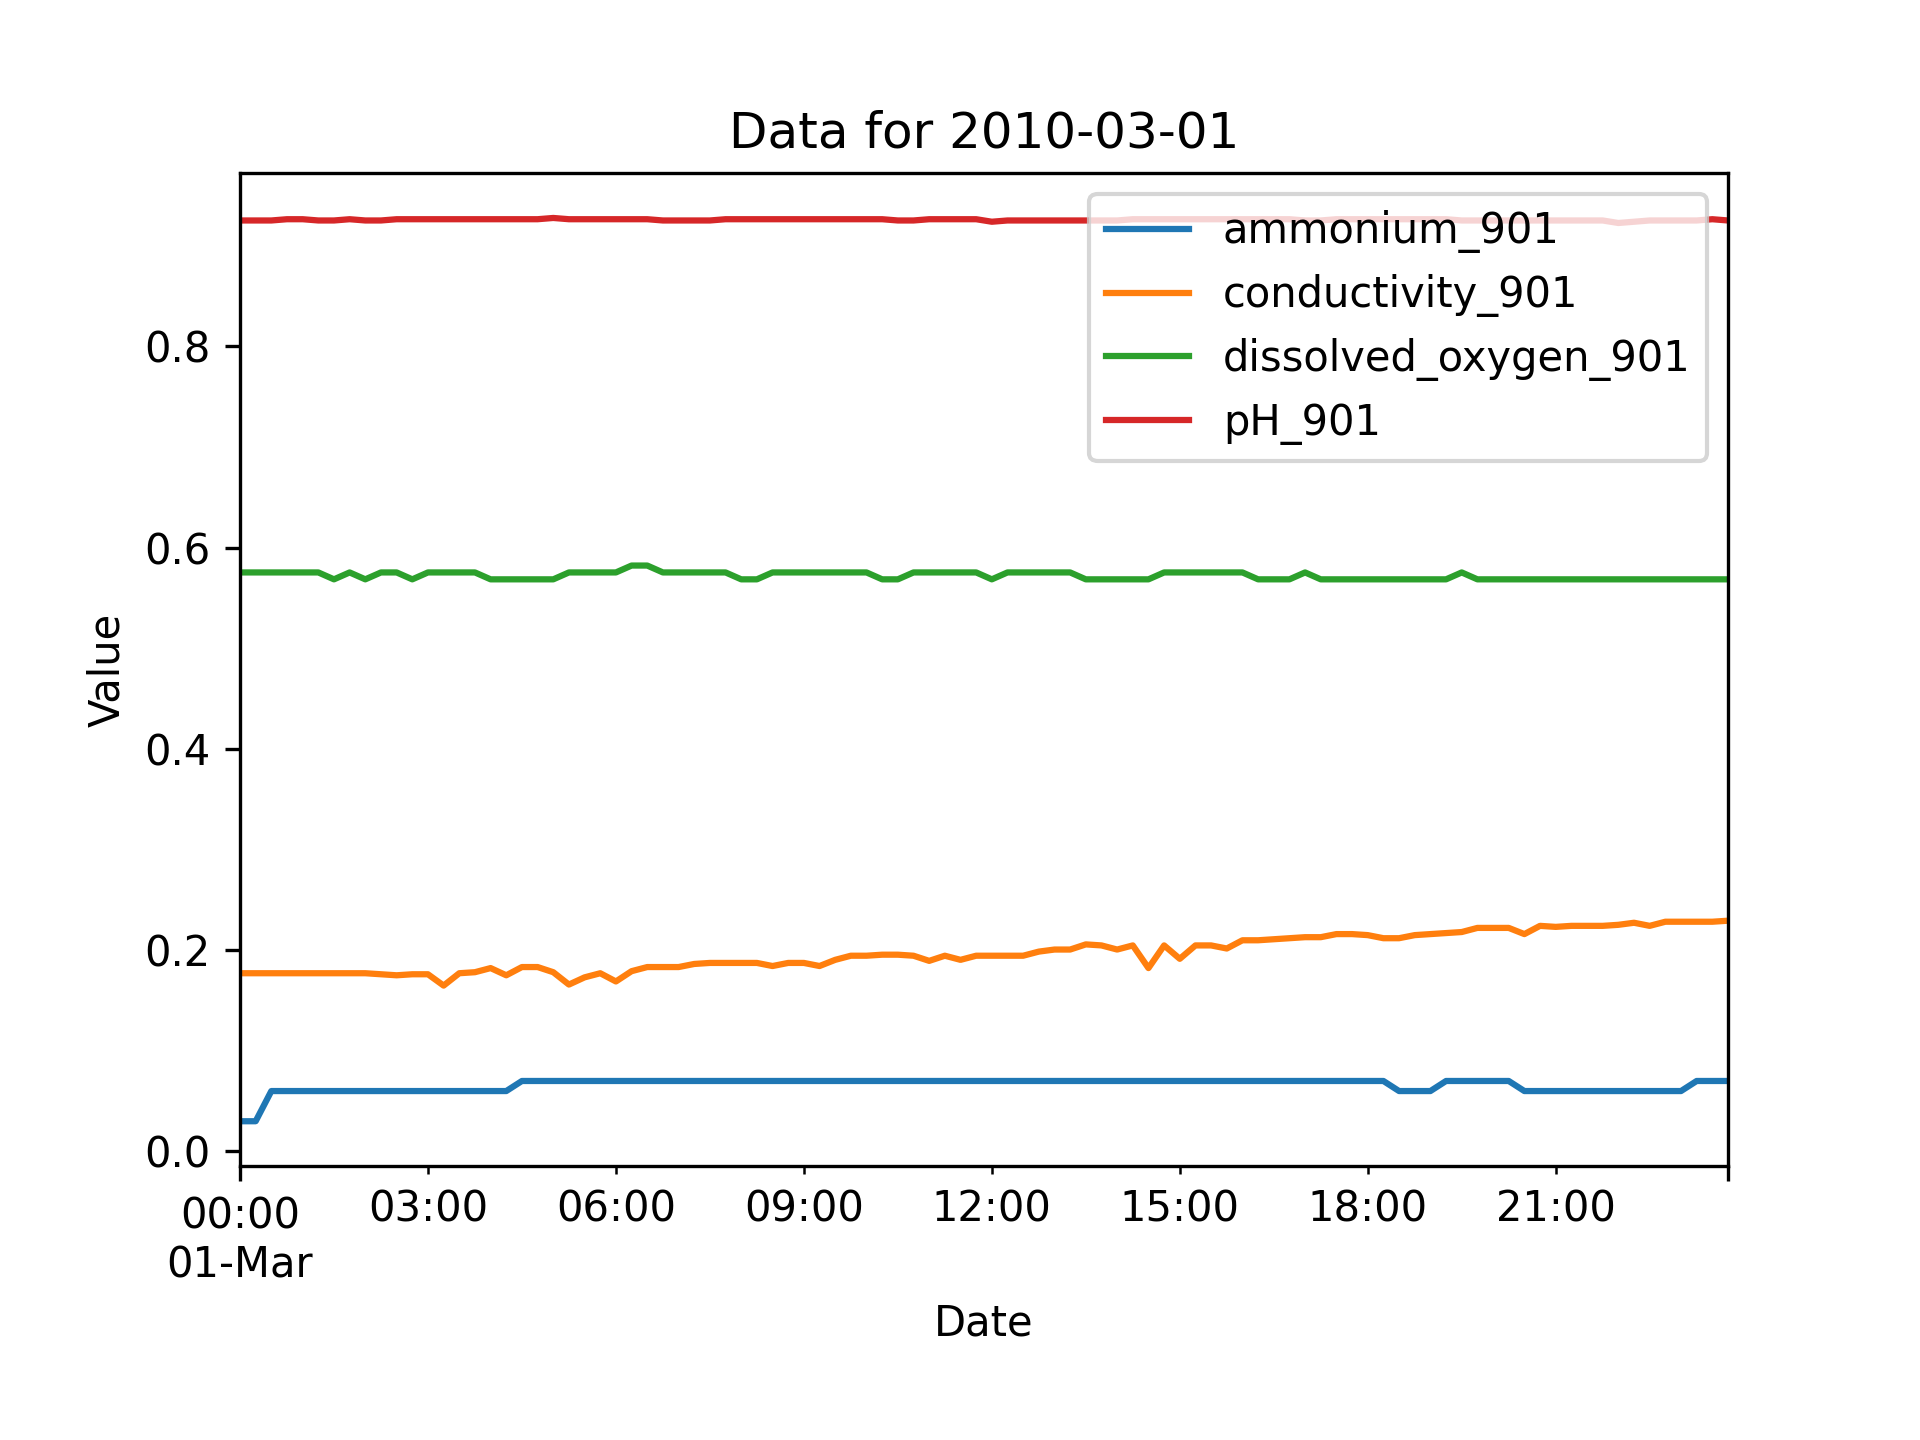 Data for 2010-03-01
ammonium_901
conductivity_901
dissolved_oxygen_901
pH_901
0.8
0.6
0.4
0.2
0.0
Value
00:00 03:00 06:00 09:00 12:00 15:00 18:00 21:00
01-Mar
Date